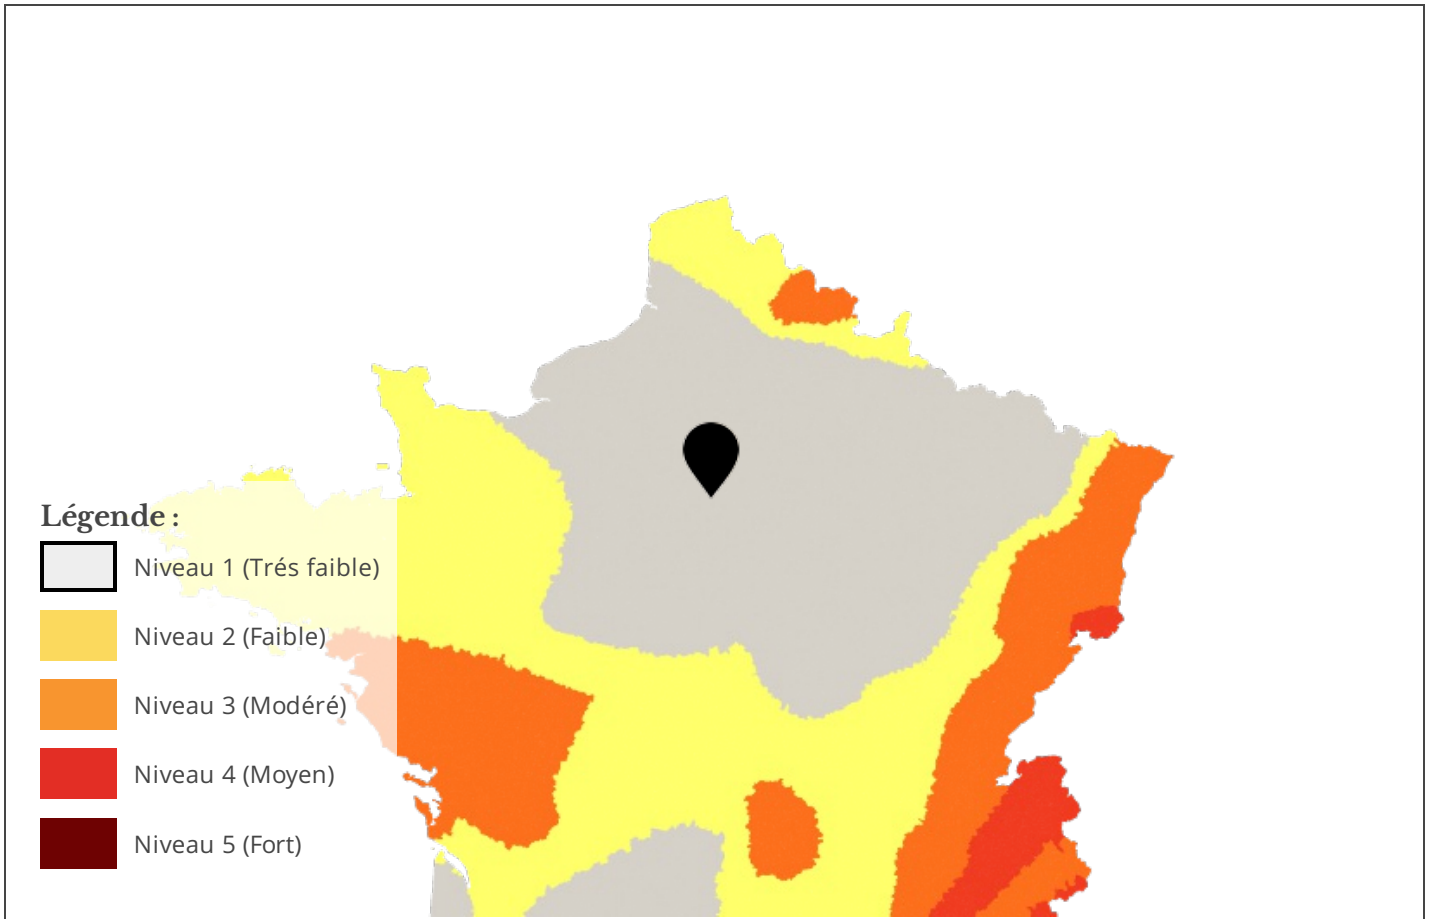 Légende :
Niveau 1 (Trés faible)
Niveau 2 (Faible)
Niveau 3 (Modéré)
Niveau 4 (Moyen)
Niveau 5 (Fort)